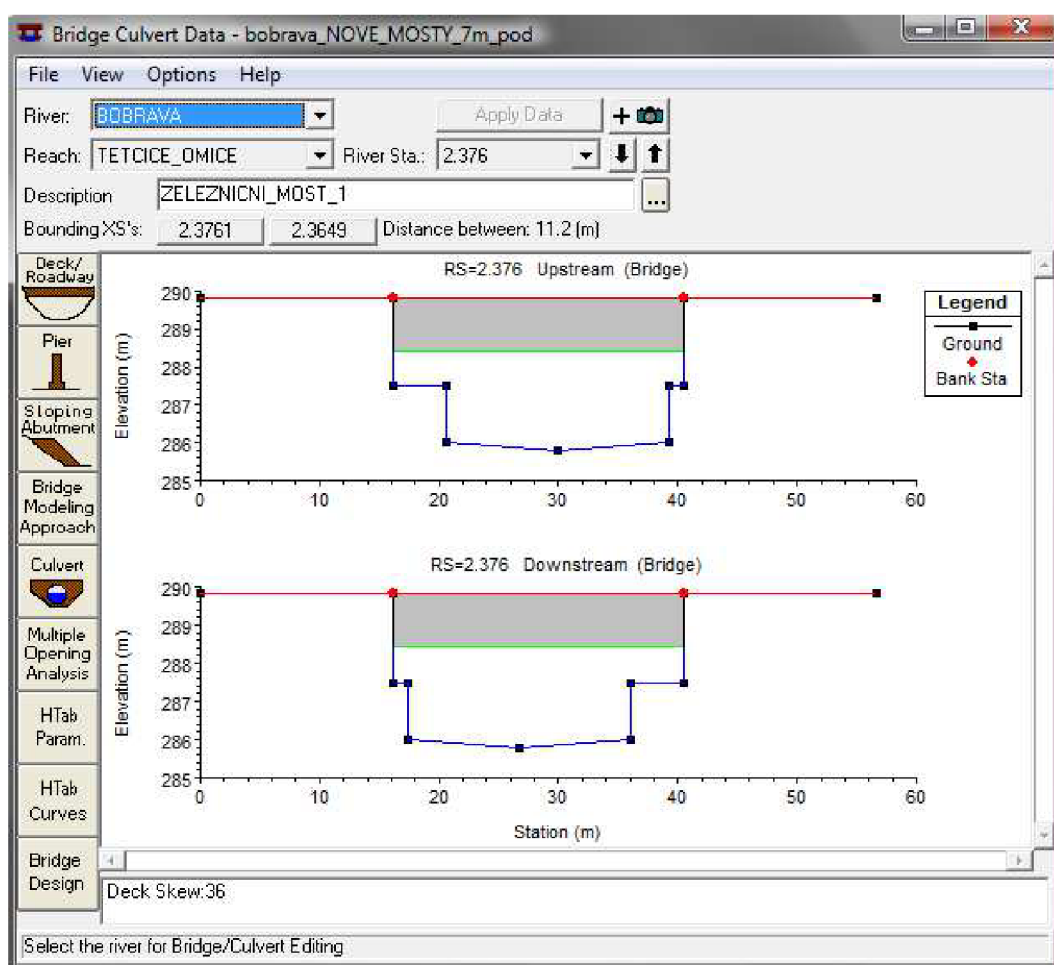 Bridge Culvert Data - bobrava_NOVE_MOSTY_7m_pod
File View Options Help
River: BOBRAVA Apply Data +
Reach: TETCICE_OMICE River Sta.: 2.376
Description ZELEZNICNI_MOST_1 ...
Bounding XS's: 2.3761 2.3649 Distance between: 11.2 (m)
Deck/
Roadway
Pier
Sloping
Abutment
Bridge
Modeling
Approach
Culvert
Multiple
Opening
Analysis
HTab
Param.
HTab
Curves
Bridge
Design
RS=2.376 Upstream (Bridge)
290
289
288
287
286
285
Elevation (m)
0 10 20 30 40 50 60
Legend
Ground
Bank Sta
RS=2.376 Downstream (Bridge)
290
289
288
287
286
285
Elevation (m)
0 10 20 30 40 50 60
Station (m)
Deck Skew:36
Select the river for Bridge/Culvert Editing